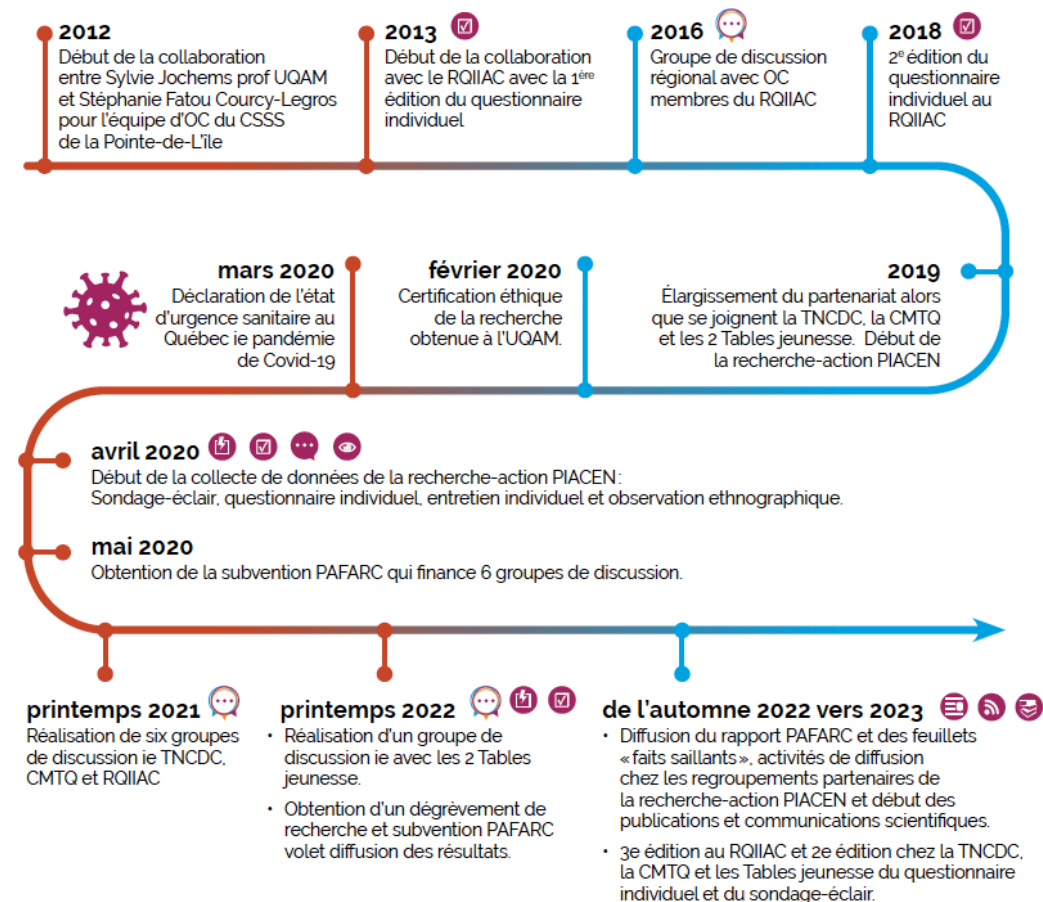 2012
Début de la collaboration
entre Sylvie Jochems prof UQAM
et Stéphanie Fatou Courcy-Legros
pour l'équipe d'OC du CSSS
de la Pointe-de-L'île
2013
Début de la collaboration
avec le RQIIAC avec la 1ère
édition du questionnaire
individuel
2016
Groupe de discussion
régional avec OC
membres du RQIIAC
2018
2e édition du
questionnaire
individuel au
RQIIAC
2019
Élargissement du partenariat alors
que se joignent la TNCDC, la CMTQ
et les 2 Tables jeunesse. Début de
la recherche-action PIACEN
février 2020
Certification éthique
de la recherche
obtenue à l'UQAM.
mars 2020
Déclaration de l'état
d'urgence sanitaire au
Québec ie pandémie
de Covid-19
avril 2020
Début de la collecte de données de la recherche-action PIACEN:
Sondage-éclair, questionnaire individuel, entretien individuel et observation ethnographique.
mai 2020
Obtention de la subvention PAFARC qui finance 6 groupes de discussion.
printemps 2021
Réalisation de six groupes
de discussion ie TNCDC,
CMTQ et RQIIAC
printemps 2022
• Réalisation d'un groupe de
discussion ie avec les 2 Tables
jeunesse.
• Obtention d'un dégrèvement de
recherche et subvention PAFARC
volet diffusion des résultats.
de l'automne 2022 vers 2023
• Diffusion du rapport PAFARC et des feuillets
«faits saillants», activités de diffusion
chez les regroupements partenaires de
la recherche-action PIACEN et début des
publications et communications scientifiques.
• 3e édition au RQIIAC et 2e édition chez la TNCDC,
la CMTQ et les Tables jeunesse du questionnaire
individuel et du sondage-éclair.